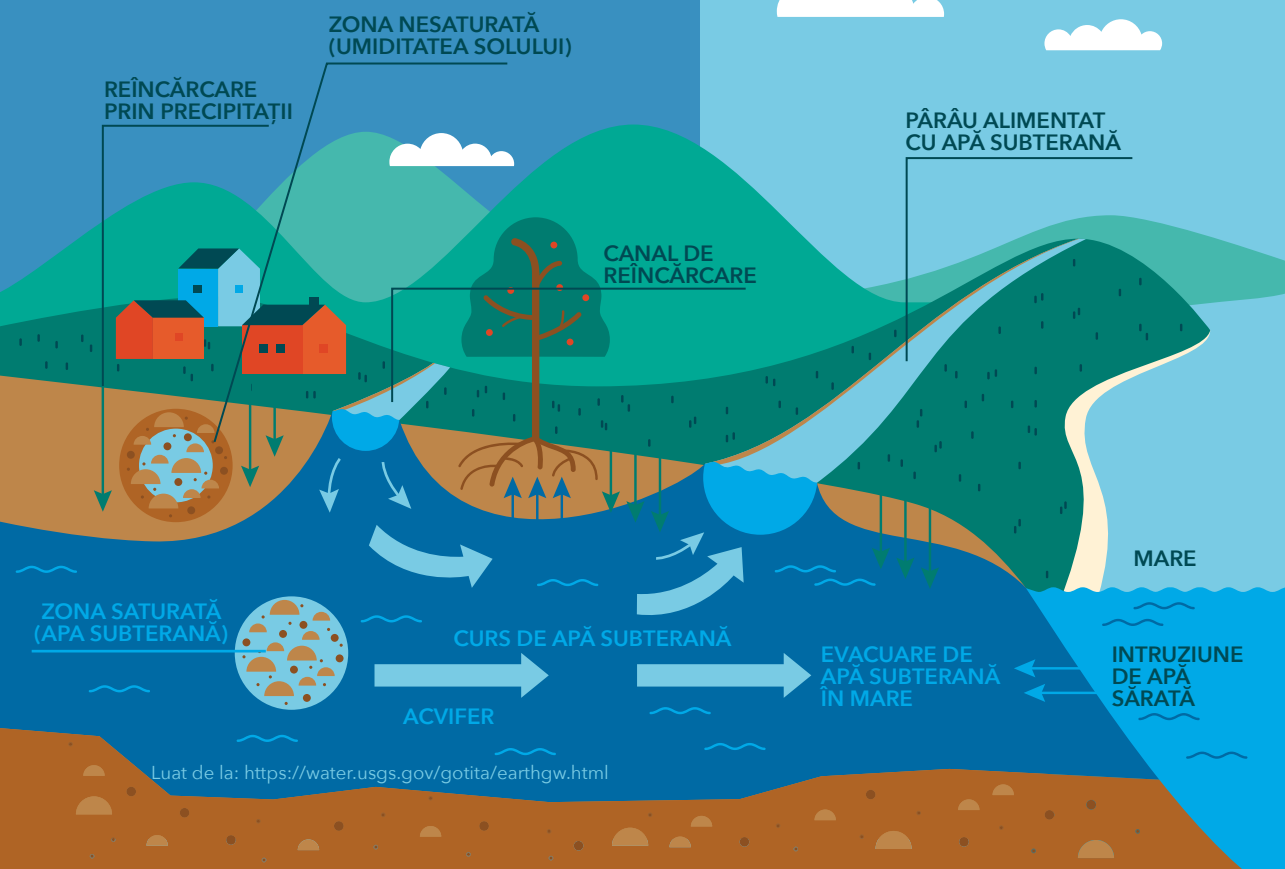 ZONA NESATURATĂ
(UMIDITATEA SOLULUI)
REÎNCĂRCARE
PRIN PRECIPITAȚII
PÂRÂU ALIMENTAT
CU APĂ SUBTERANĂ
CANAL DE
REÎNCĂRCARE
MARE
ZONA SATURATĂ
(APA SUBTERANĂ)
CURS DE APĂ SUBTERANĂ
EVACUARE DE
APĂ SUBTERANĂ
ÎN MARE
INTRUZIUNE
DE APĂ
SĂRATĂ
ACVIFER
Luat de la: https://water.usgs.gov/gotita/earthgw.html